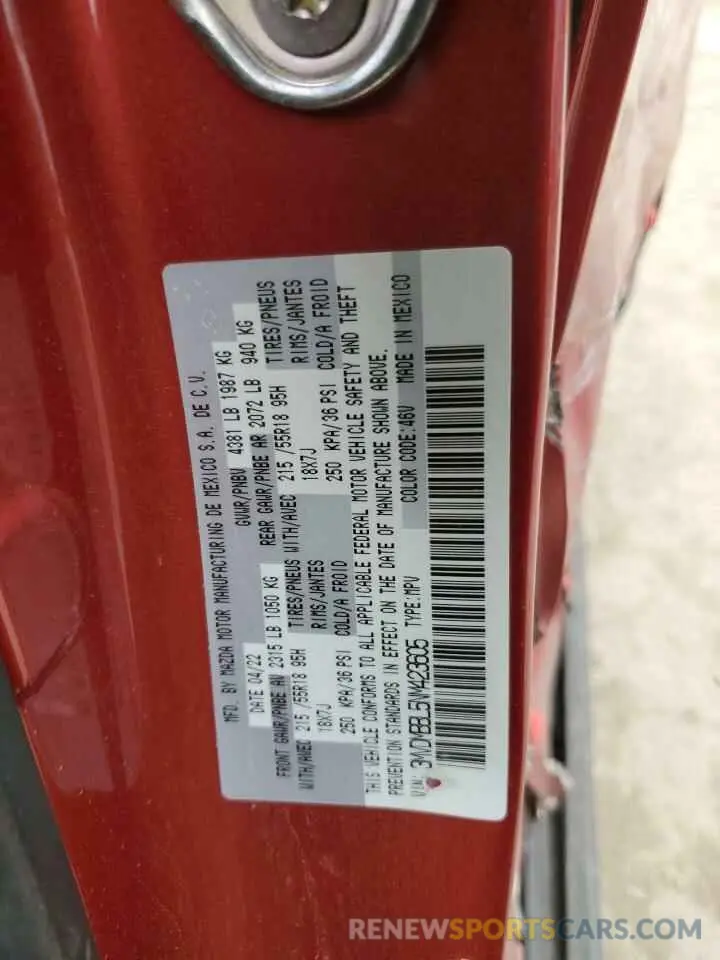 MFD. BY MAZDA MOTOR MANUFACTURING DE MEXICO S.A. DE C.V.
DATE 04/22 GVWR/PNBV 4381 LB 1987 KG
FRONT GAWR/PNBE AV 2315 LB 1050 KG REAR GAWR/PNBE AR 2072 LB 940 KG
WITH/AVEC 215 /55R18 95H TIRES/PNEUS WITH/AVEC 215 /55R18 95H TIRES/PNEUS
18X7J RIMS/JANTES 18X7J RIMS/JANTES
250 KPA/36 PSI COLD/A FROID 250 KPA/36 PSI COLD/A FROID
THIS VEHICLE CONFORMS TO ALL APPLICABLE FEDERAL MOTOR VEHICLE SAFETY AND THEFT
PREVENTION STANDARDS IN EFFECT ON THE DATE OF MANUFACTURE SHOWN ABOVE.
VIN: 3MVDMBBL5NM423605 TYPE:MPV COLOR CODE:46V MADE IN MEXICO
RENEWSPORTSCARS.COM